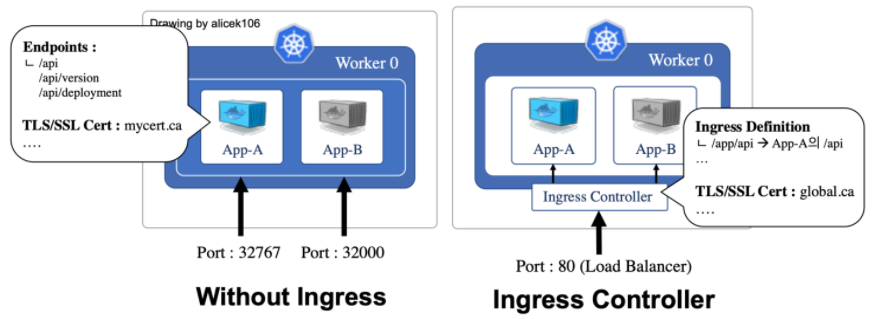 Drawing by alicek106
Endpoints :
ㄴ /api
/api/version
/api/deployment
TLS/SSL Cert : mycert.ca
....
Worker 0
App-A
App-B
Port : 32767
Port : 32000
Without Ingress
Worker 0
App-A
App-B
Ingress Controller
Ingress Definition
ㄴ /app/api → App-A의 /api
...
TLS/SSL Cert : global.ca
....
Port : 80 (Load Balancer)
Ingress Controller